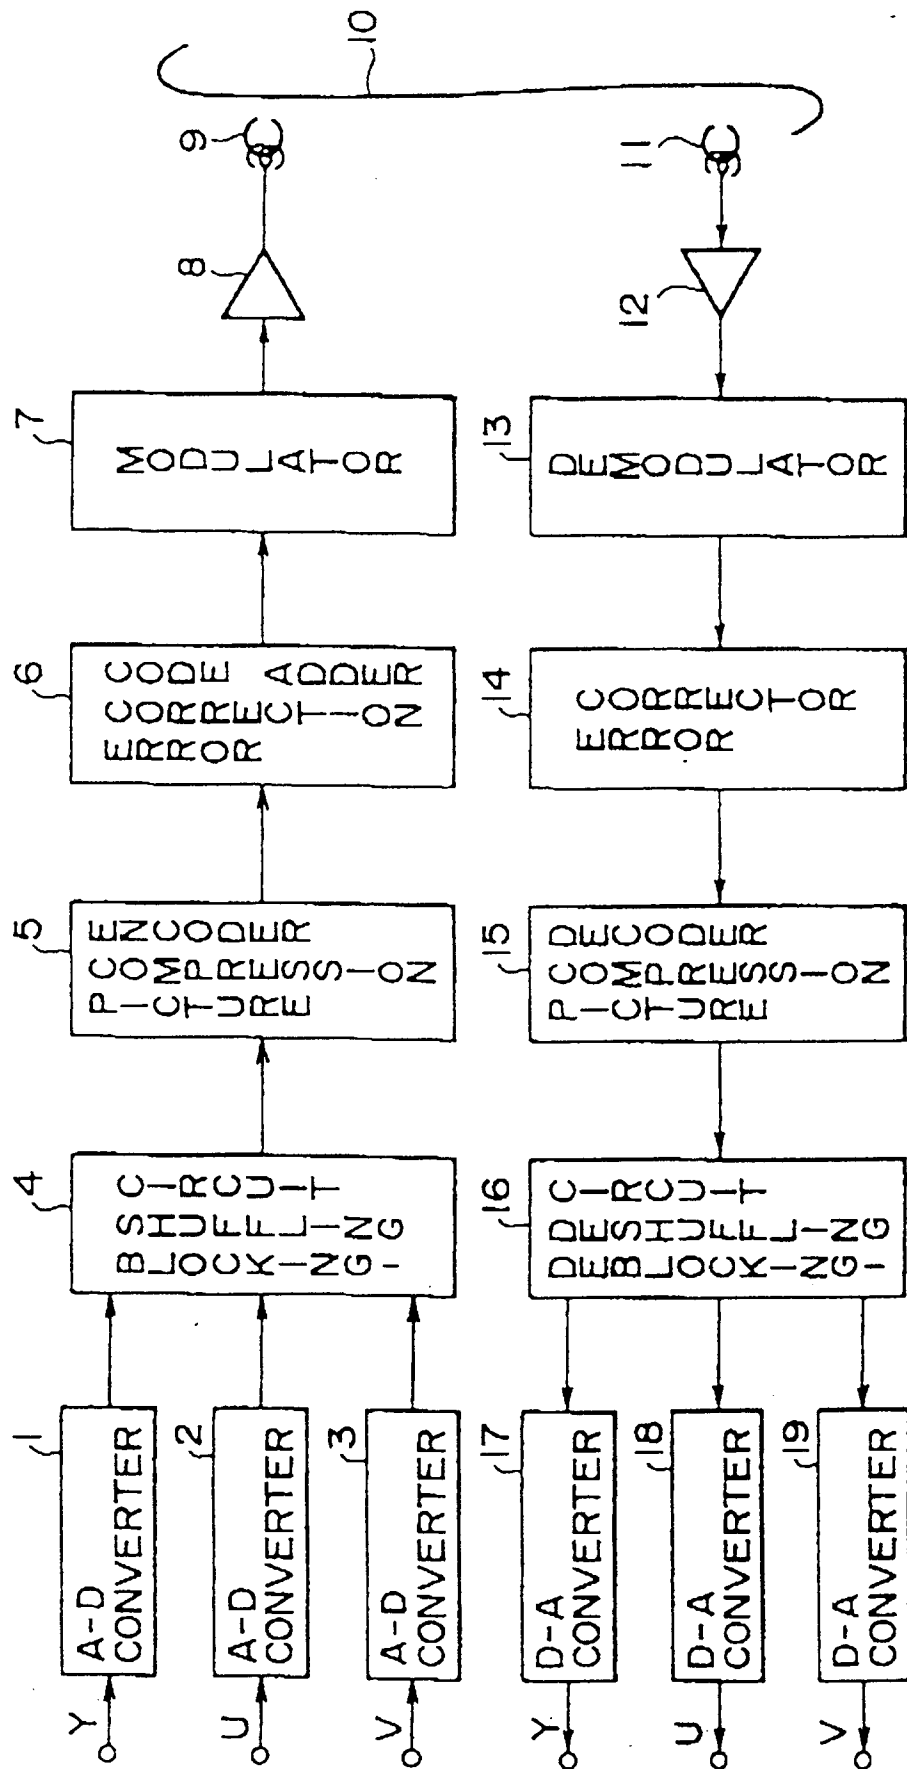 Y
A-D
CONVERTER
1
U
A-D
CONVERTER
2
V
A-D
CONVERTER
3
4
BLOCKING-
SHUFFLING
CIRCUIT
5
PICTURE
COMPRESSION
ENCODER
6
ERROR
CORRECTION
CODE ADDER
7
MODULATOR
8
9
10
11
12
13
DEMODULATOR
14
ERROR
CORRECTOR
15
PICTURE
COMPRESSION
DECODER
16
DEBLOCKING-
DESHUFFLING
CIRCUIT
Y
D-A
CONVERTER
17
U
D-A
CONVERTER
18
V
D-A
CONVERTER
19